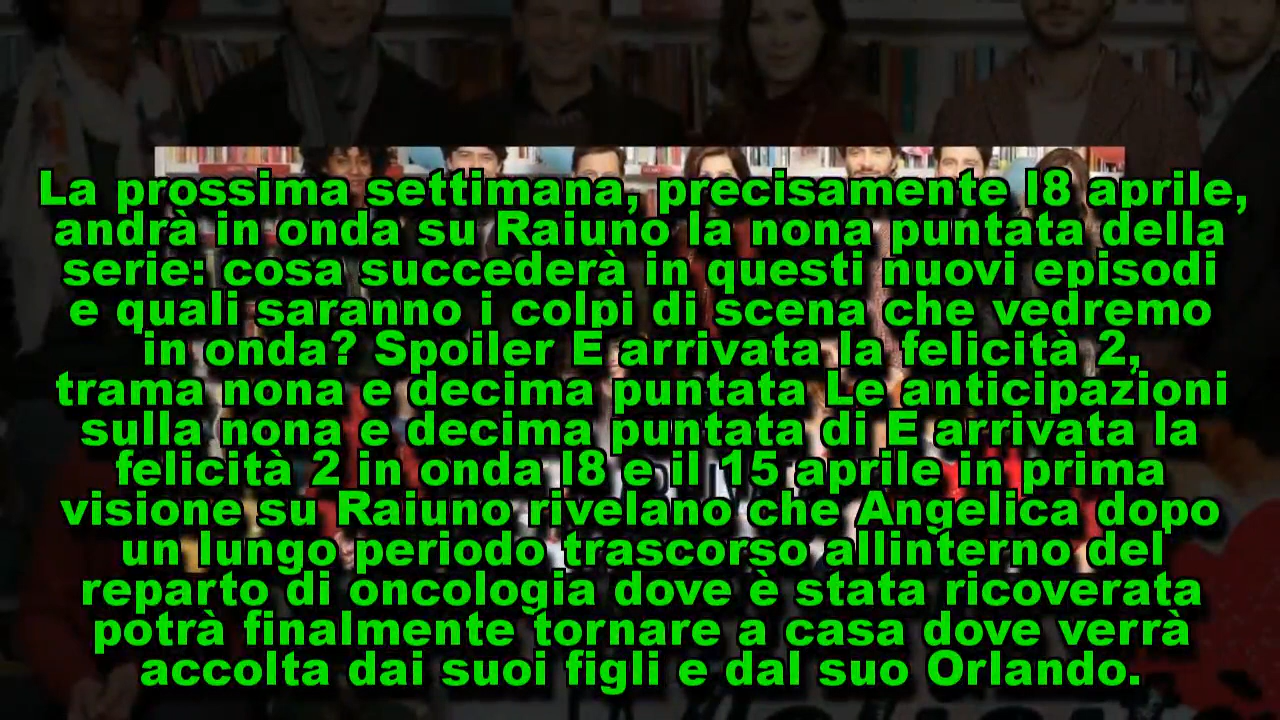 La prossima settimana, precisamente l8 aprile,
andrà in onda su Raiuno la nona puntata della
serie: cosa succederà in questi nuovi episodi
e quali saranno i colpi di scena che vedremo
in onda? Spoiler E arrivata la felicità 2,
trama nona e decima puntata Le anticipazioni
sulla nona e decima puntata di E arrivata la
felicità 2 in onda l8 e il 15 aprile in prima
visione su Raiuno rivelano che Angelica dopo
un lungo periodo trascorso allinterno del
reparto di oncologia dove è stata ricoverata
potrà finalmente tornare a casa dove verrà
accolta dai suoi figli e dal suo Orlando.